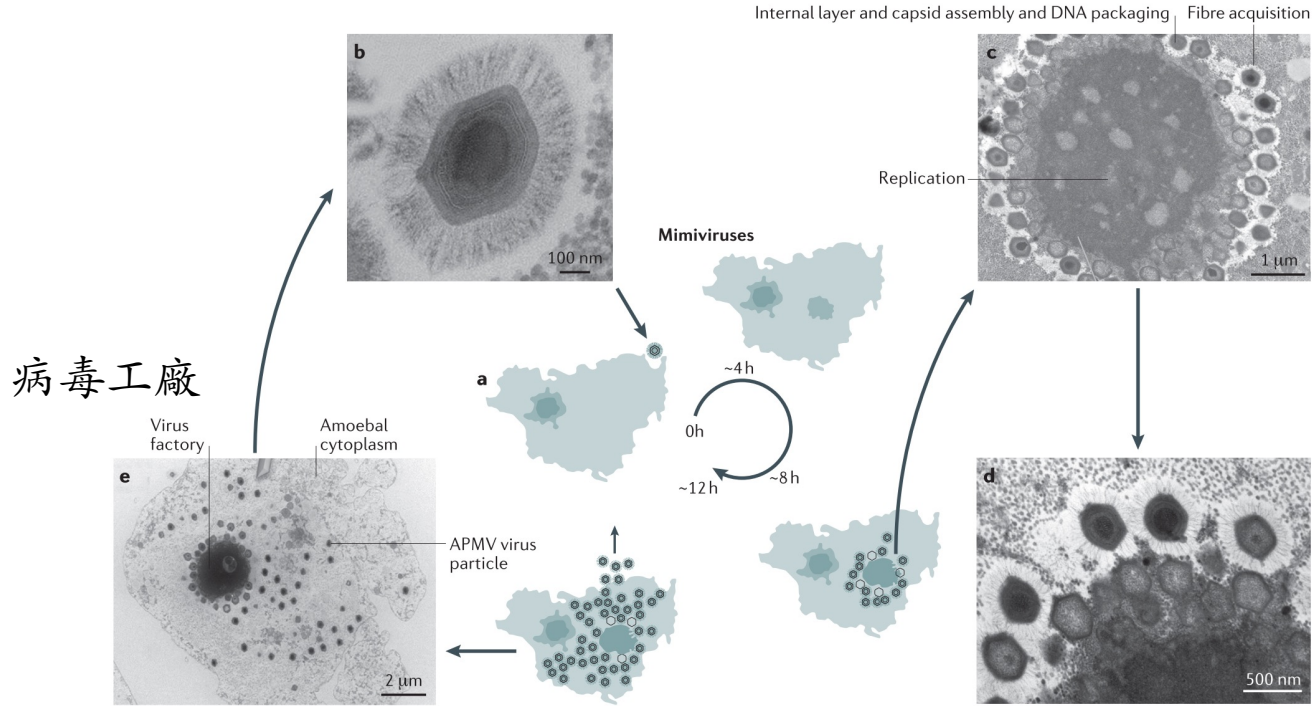 Internal layer and capsid assembly and DNA packaging
Fibre acquisition
b
100 nm
c
Replication
1 μm
Mimiviruses
a
~4 h
0h
~8 h
~12 h
病毒工廠
Virus
factory
Amoebal
cytoplasm
e
APMV virus
particle
2 μm
d
500 nm